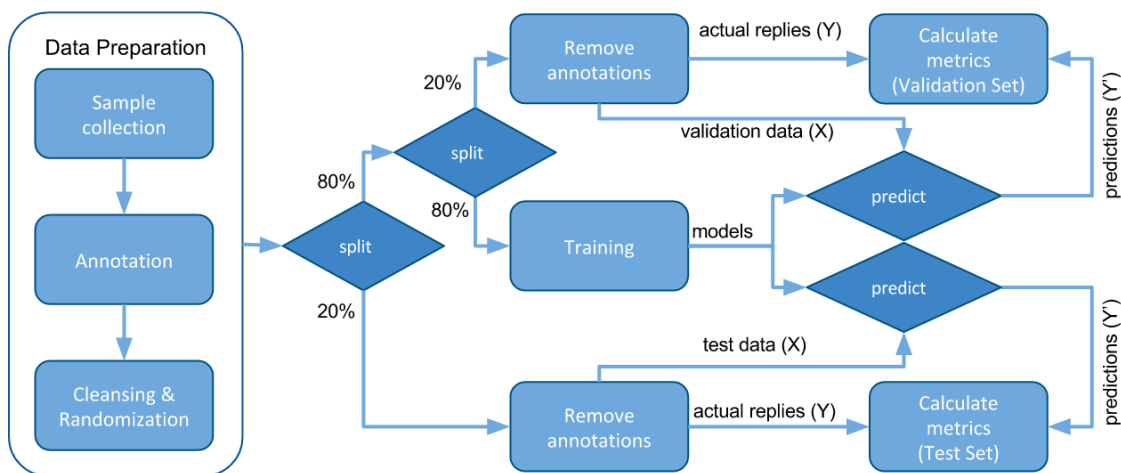 Data Preparation
Sample
collection
Annotation
Cleansing &
Randomization
split
80%
20%
split
20%
80%
Remove
annotations
actual replies (Y)
validation data (X)
Calculate
metrics
(Validation Set)
predictions (Y')
Training
models
predict
predict
test data (X)
Remove
annotations
actual replies (Y)
Calculate
metrics
(Test Set)
predictions (Y')